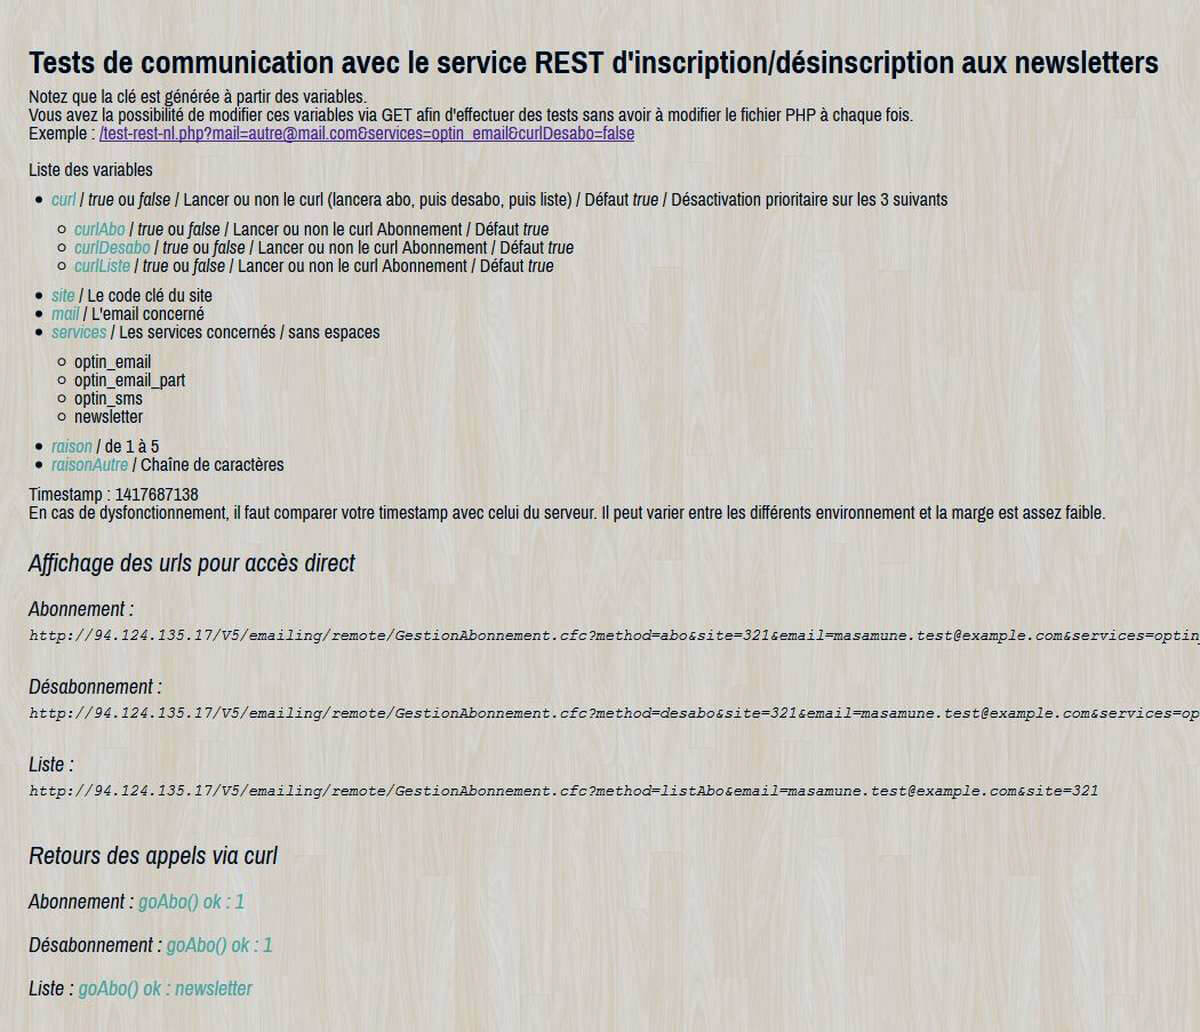 Tests de communication avec le service REST d'inscription/désinscription aux newsletters
Notez que la clé est générée à partir des variables.
Vous avez la possibilité de modifier ces variables via GET afin d'effectuer des tests sans avoir à modifier le fichier PHP à chaque fois.
Exemple : /test-rest-nl.php?mail=autre@mail.com&services=optin_email&curlDesabo=false
Liste des variables
curl / true ou false / Lancer ou non le curl (lancera abo, puis desabo, puis liste) / Défaut true / Désactivation prioritaire sur les 3 suivants
curlAbo / true ou false / Lancer ou non le curl Abonnement / Défaut true
curlDesabo / true ou false / Lancer ou non le curl Abonnement / Défaut true
curlListe / true ou false / Lancer ou non le curl Abonnement / Défaut true
site / Le code clé du site
mail / L'email concerné
services / Les services concernés / sans espaces
optin_email
optin_email_part
optin_sms
newsletter
raison / de 1 à 5
raisonAutre / Chaîne de caractères
Timestamp : 1417687138
En cas de dysfonctionnement, il faut comparer votre timestamp avec celui du serveur. Il peut varier entre les différents environnement et la marge est assez faible.
Affichage des urls pour accès direct
Abonnement :
http://94.124.135.17/V5/emailing/remote/GestionAbonnement.cfc?method=abo&site=321&email=masamune.test@example.com&services=optin_
Désabonnement :
http://94.124.135.17/V5/emailing/remote/GestionAbonnement.cfc?method=desabo&site=321&email=masamune.test@example.com&services=op
Liste :
http://94.124.135.17/V5/emailing/remote/GestionAbonnement.cfc?method=listAbo&email=masamune.test@example.com&site=321
Retours des appels via curl
Abonnement : goAbo() ok : 1
Désabonnement : goAbo() ok : 1
Liste : goAbo() ok : newsletter